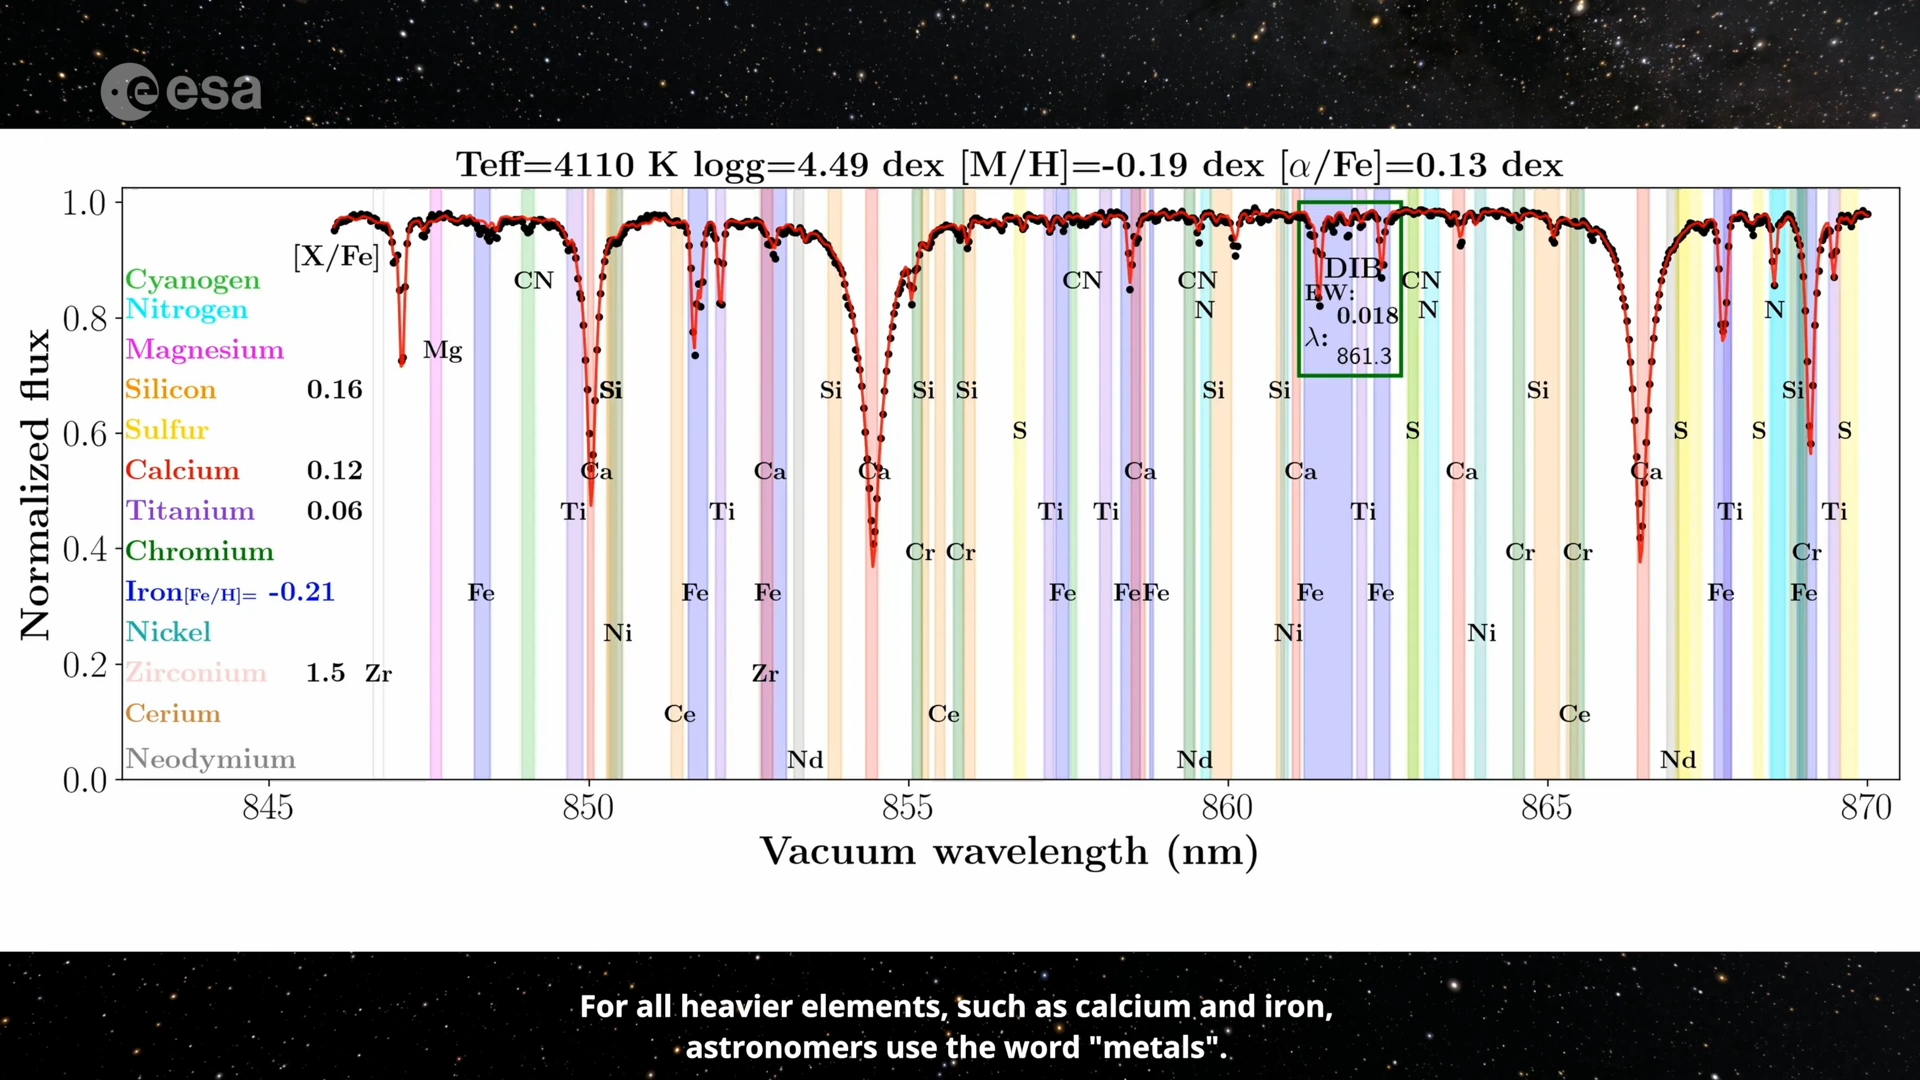 esa
Teff=4110 K logg=4.49 dex [M/H]=-0.19 dex [α/Fe]=0.13 dex
Normalized flux
1.0
0.8
0.6
0.4
0.2
0.0
[X/Fe]
Cyanogen CN CN CN CN
Nitrogen N N N
Magnesium Mg
Silicon 0.16 Si Si Si Si Si Si Si Si
Sulfur S S S S S
Calcium 0.12 Ca Ca Ca Ca Ca Ca Ca
Titanium 0.06 Ti Ti Ti Ti Ti Ti Ti
Chromium Cr Cr Cr Cr Cr
Iron[Fe/H]= -0.21 Fe Fe Fe Fe Fe Fe Fe Fe Fe Fe
Nickel Ni Ni Ni
Zirconium 1.5 Zr Zr
Cerium Ce Ce Ce
Neodymium Nd Nd Nd
DIB
EW:
0.018
λ:
861.3
845 850 855 860 865 870
Vacuum wavelength (nm)
For all heavier elements, such as calcium and iron,
astronomers use the word "metals".